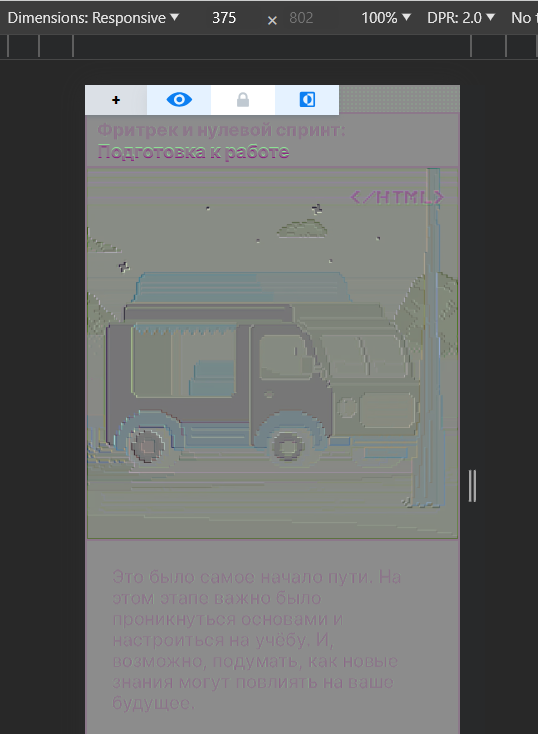 Dimensions: Responsive ▼ 375 × 802 100% ▼ DPR: 2.0 ▼ No t
+
Фритрек и нулевой спринт:
Подготовка к работе
</HTML>
Это было самое начало пути. На
этом этапе важно было
проникнуться основами и
настроиться на учёбу. И,
возможно, подумать, как новые
знания могут повлиять на ваше
будущее.